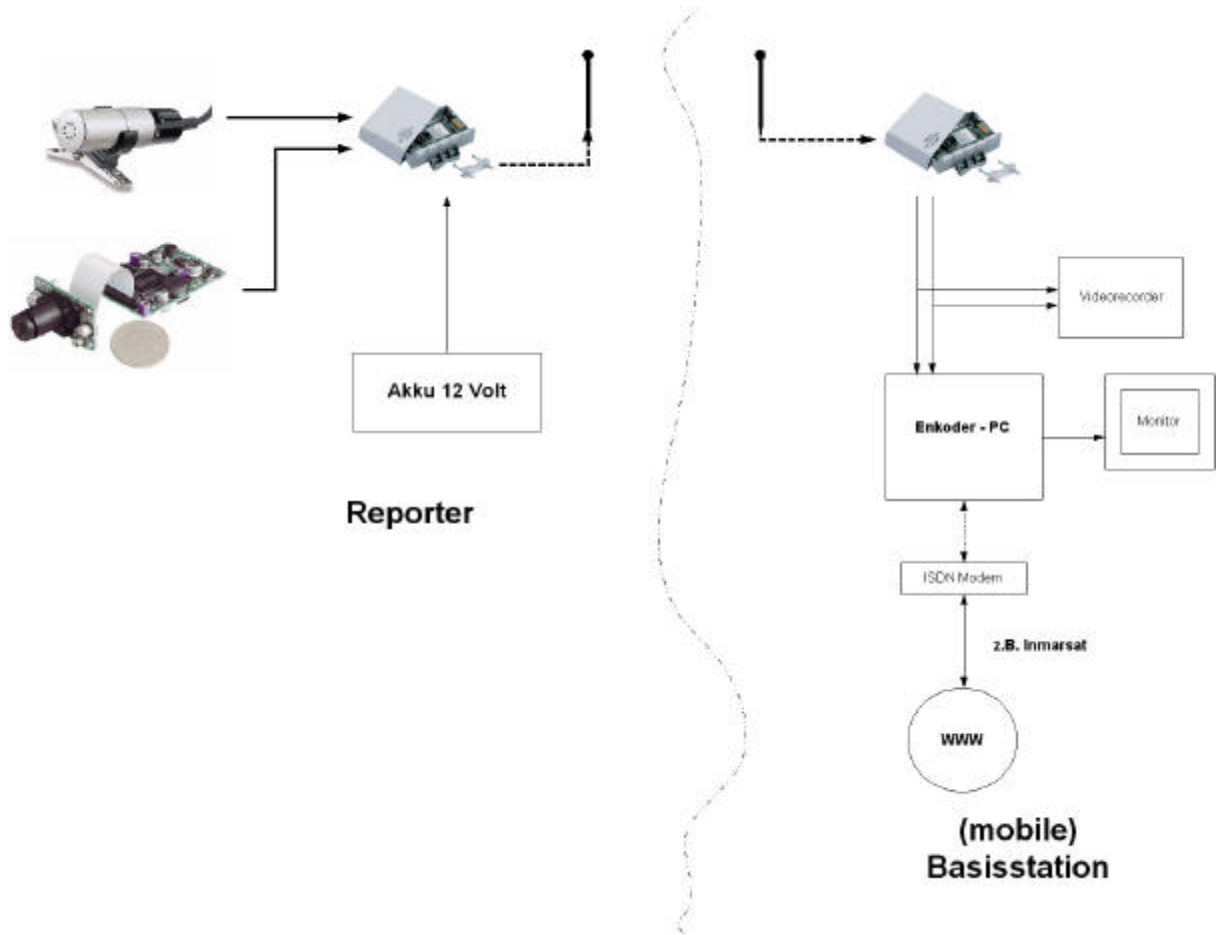 Akku 12 Volt
Reporter
Videorecorder
Enkoder - PC
Monitor
ISDN Modem
z.B. Inmarsat
WWW
(mobile)
Basisstation